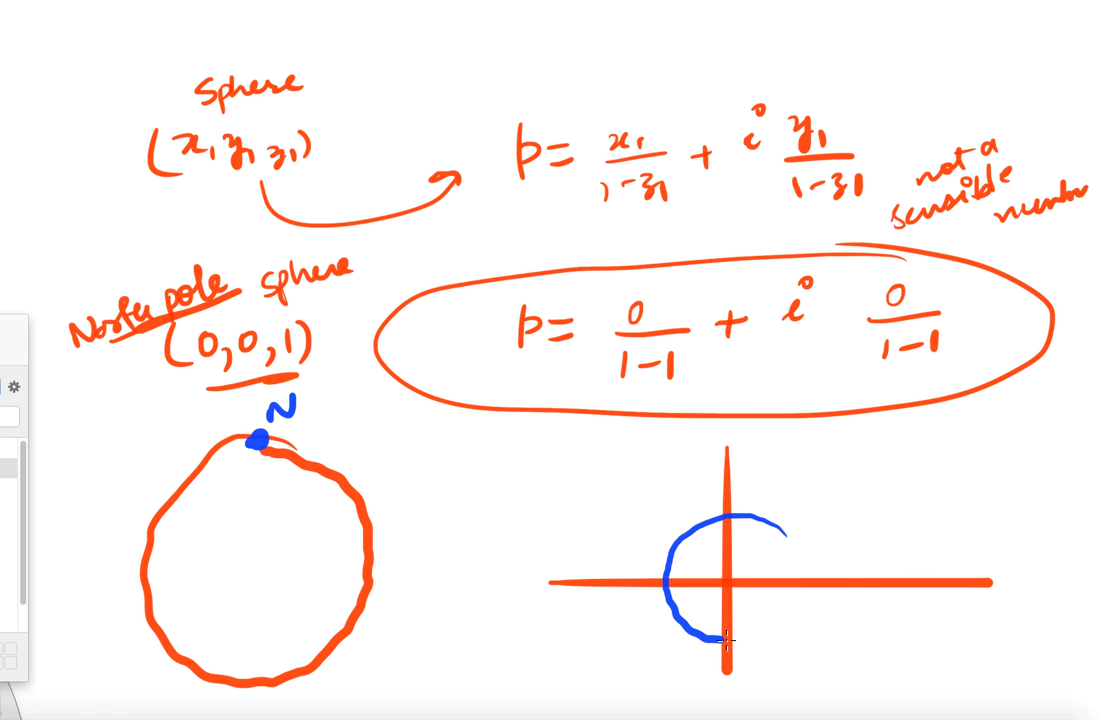 sphere
(x₁ y₁ z₁)
p = x₁/(1-z₁) + i y₁/(1-z₁)
not a
sensible
number
North pole sphere
(0,0,1)
p = 0/(1-1) + i 0/(1-1)
N